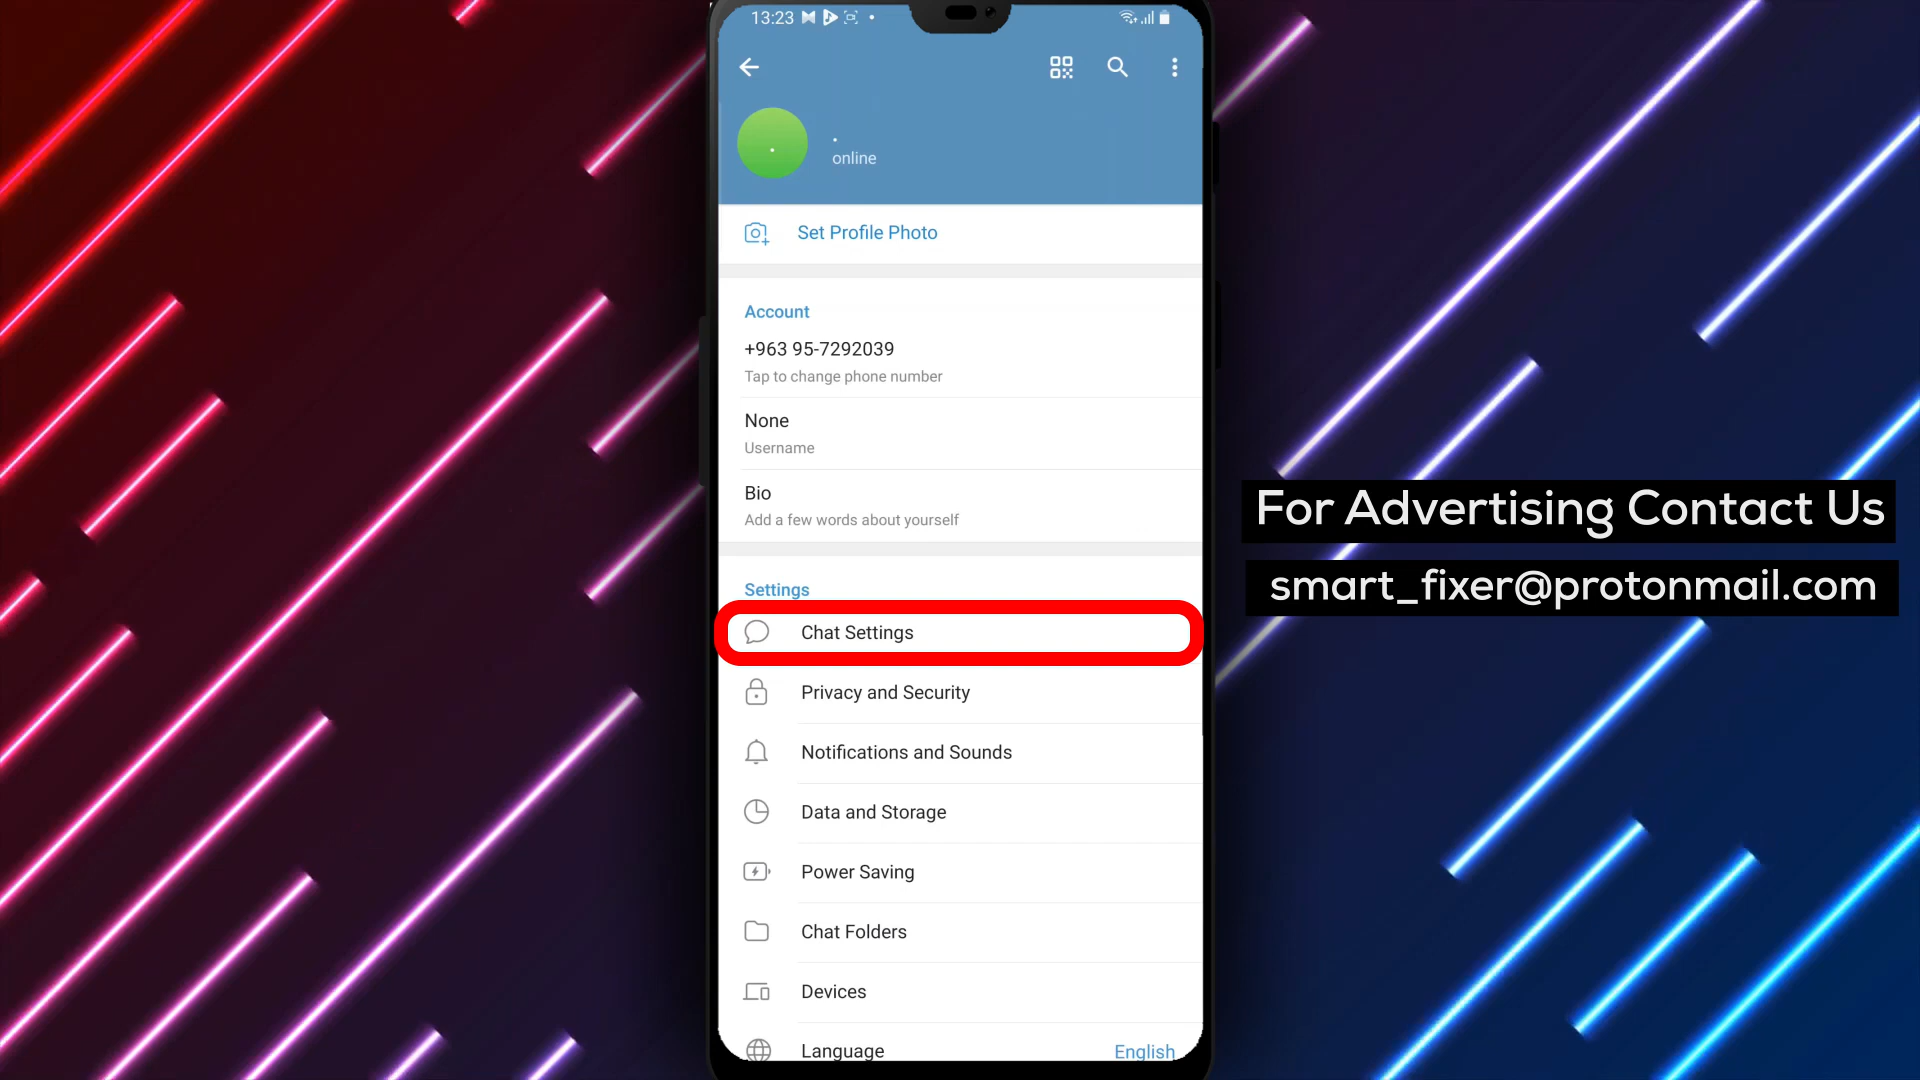 13:23
.
.
online
Set Profile Photo
Account
+963 95-7292039
Tap to change phone number
None
Username
Bio
Add a few words about yourself
Settings
Chat Settings
Privacy and Security
Notifications and Sounds
Data and Storage
Power Saving
Chat Folders
Devices
Language English
For Advertising Contact Us
smart_fixer@protonmail.com